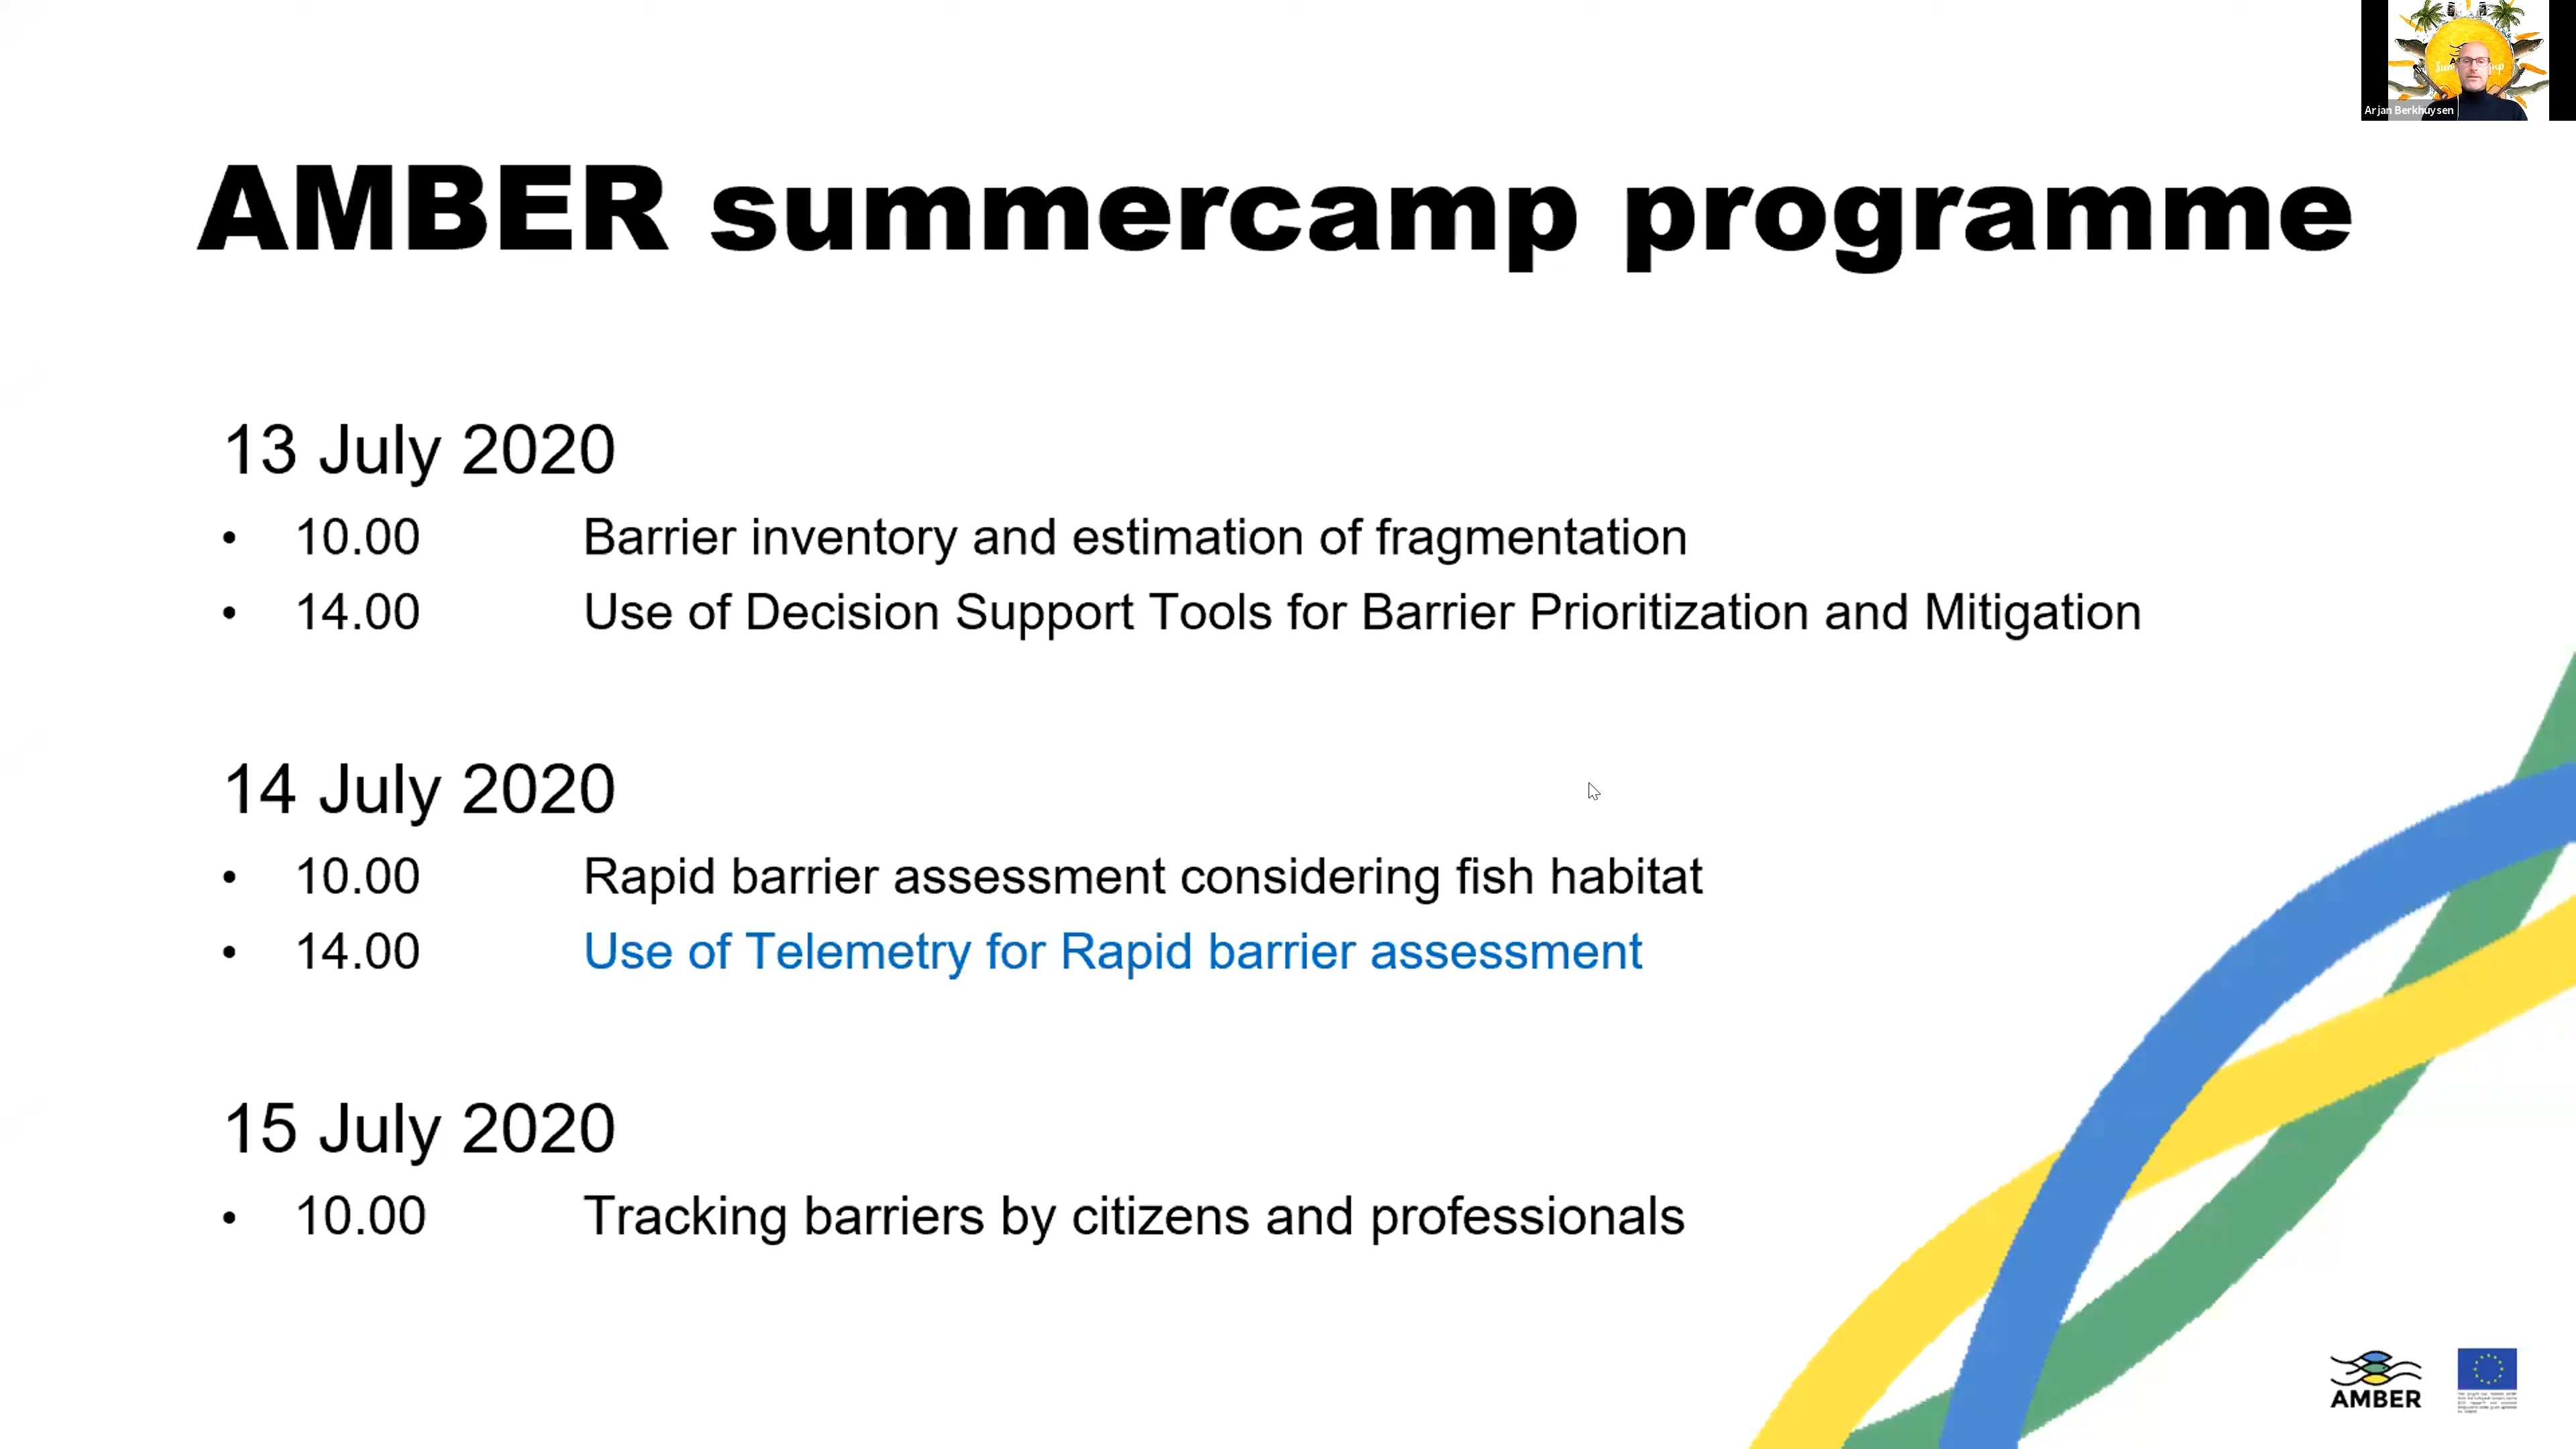 Arjan Berkhuysen
AMBER summercamp programme
13 July 2020
• 10.00 Barrier inventory and estimation of fragmentation
• 14.00 Use of Decision Support Tools for Barrier Prioritization and Mitigation
14 July 2020
• 10.00 Rapid barrier assessment considering fish habitat
• 14.00 Use of Telemetry for Rapid barrier assessment
15 July 2020
• 10.00 Tracking barriers by citizens and professionals
AMBER